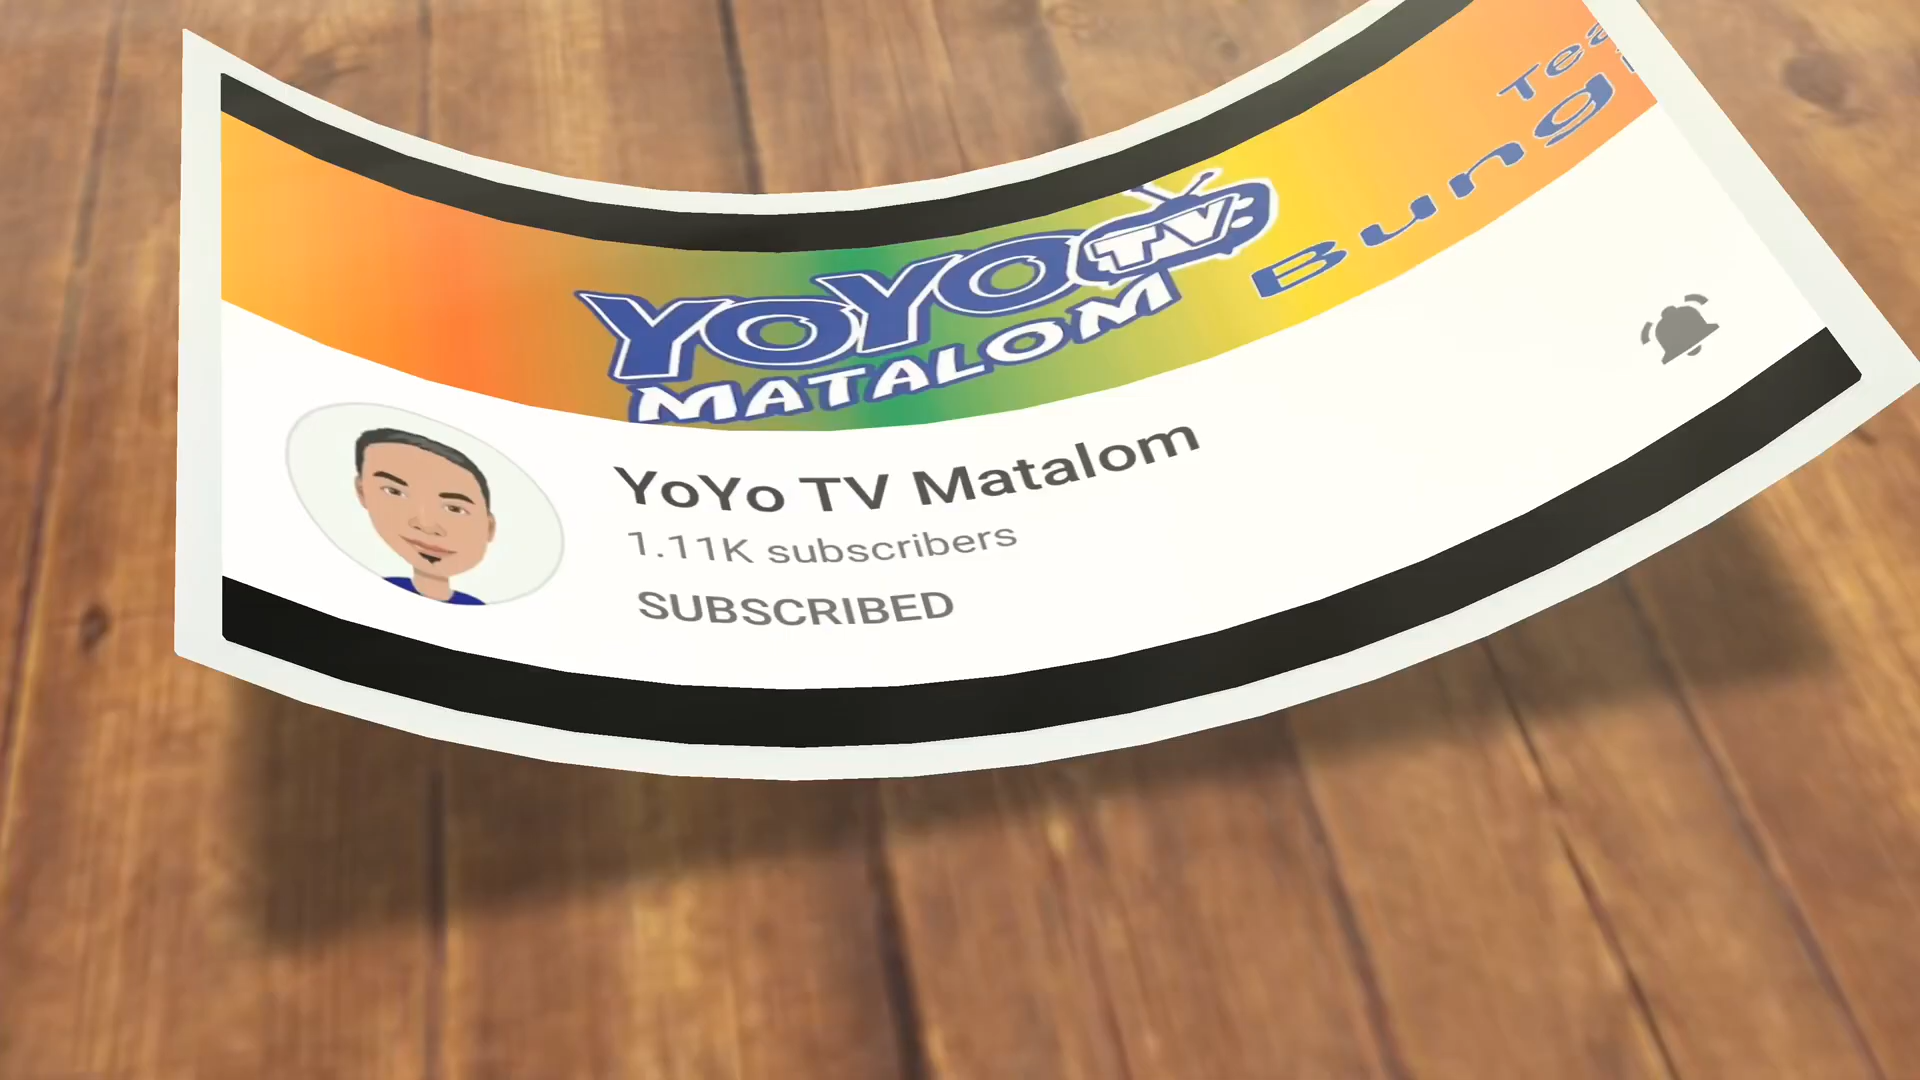 YOYO TV
MATALOM
Bung
YoYo TV Matalom
1.11K subscribers
SUBSCRIBED